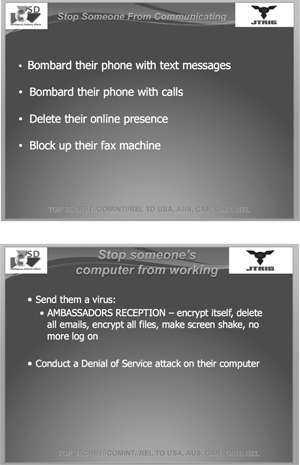 SD
JTRIG
Stop Someone From Communicating
• Bombard their phone with text messages
• Bombard their phone with calls
• Delete their online presence
• Block up their fax machine
TOP SECRET//COMINT//REL TO USA, AUS, CAN, GBR, NZL
SD
JTRIG
Stop someone's
computer from working
• Send them a virus:
• AMBASSADORS RECEPTION – encrypt itself, delete
all emails, encrypt all files, make screen shake, no
more log on
• Conduct a Denial of Service attack on their computer
TOP SECRET//COMINT//REL TO USA, AUS, CAN, GBR, NZL